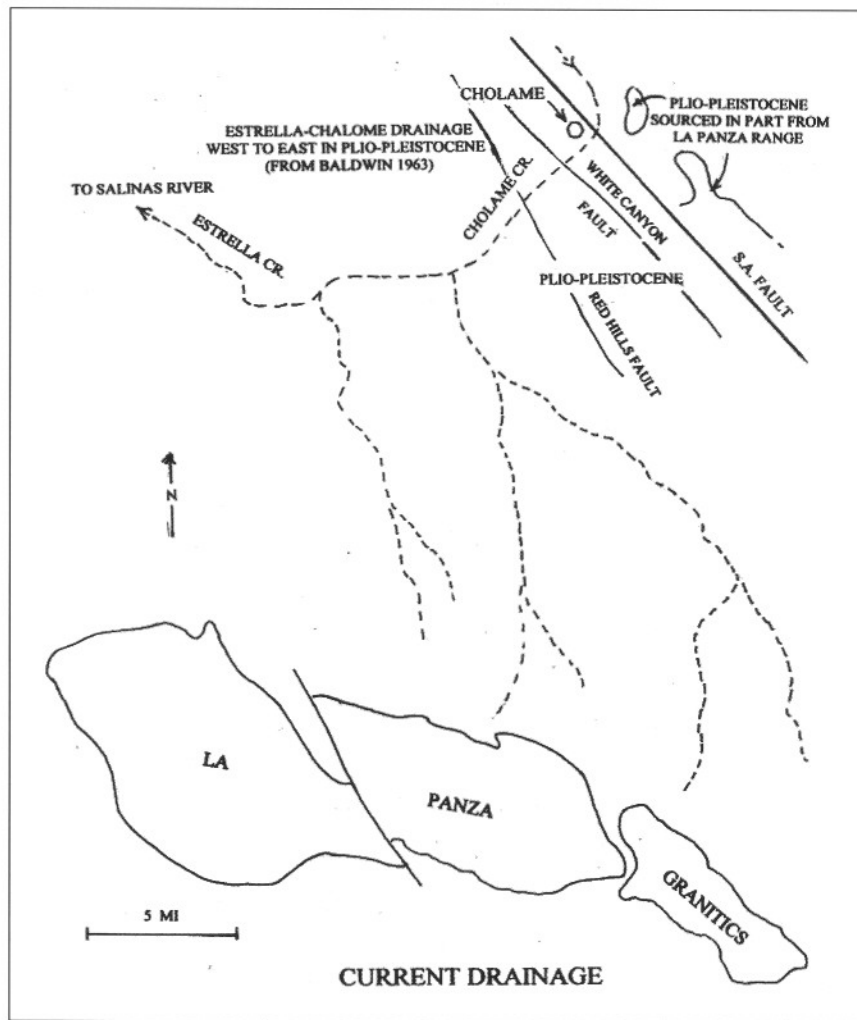 CHOLAME
PLIO-PLEISTOCENE
SOURCED IN PART FROM
LA PANZA RANGE
ESTRELLA-CHALOME DRAINAGE
WEST TO EAST IN PLIO-PLEISTOCENE
(FROM BALDWIN 1963)
TO SALINAS RIVER
ESTRELLA CR.
CHOLAME CR.
WHITE CANYON
FAULT
S.A. FAULT
PLIO-PLEISTOCENE
RED HILLS FAULT
N
LA
PANZA
GRANITICS
5 MI
CURRENT DRAINAGE